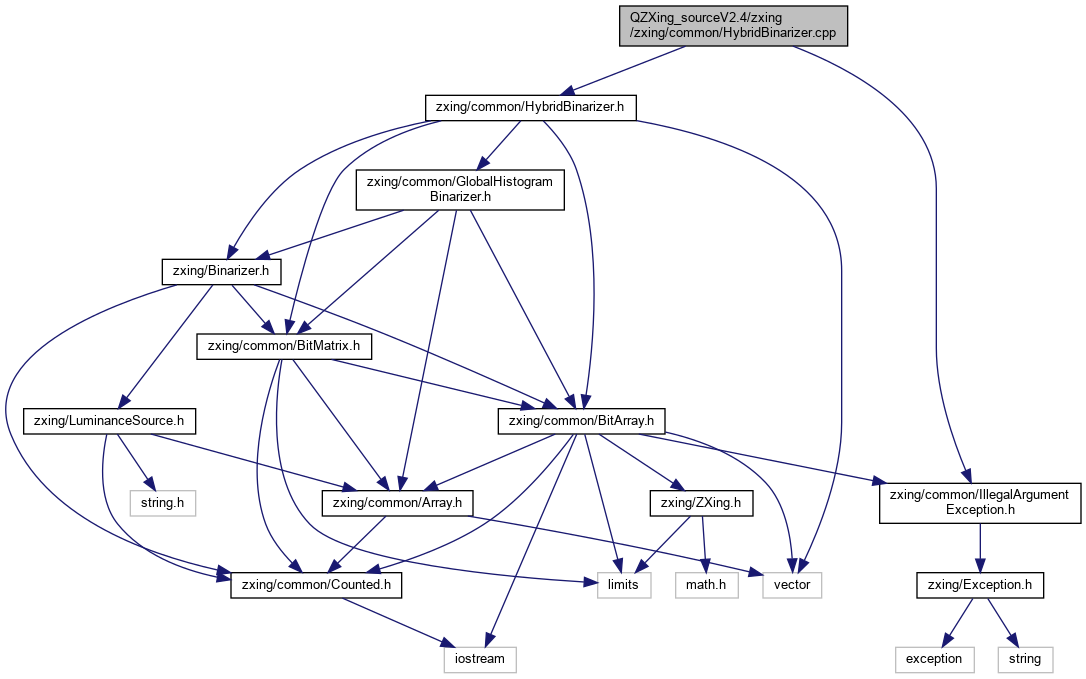 QZXing_sourceV2.4/zxing
/zxing/common/HybridBinarizer.cpp
zxing/common/HybridBinarizer.h
zxing/common/GlobalHistogram
Binarizer.h
zxing/Binarizer.h
zxing/common/BitMatrix.h
zxing/LuminanceSource.h
zxing/common/BitArray.h
string.h
zxing/common/Array.h
zxing/ZXing.h
zxing/common/IllegalArgument
Exception.h
zxing/common/Counted.h
limits
math.h
vector
zxing/Exception.h
iostream
exception
string